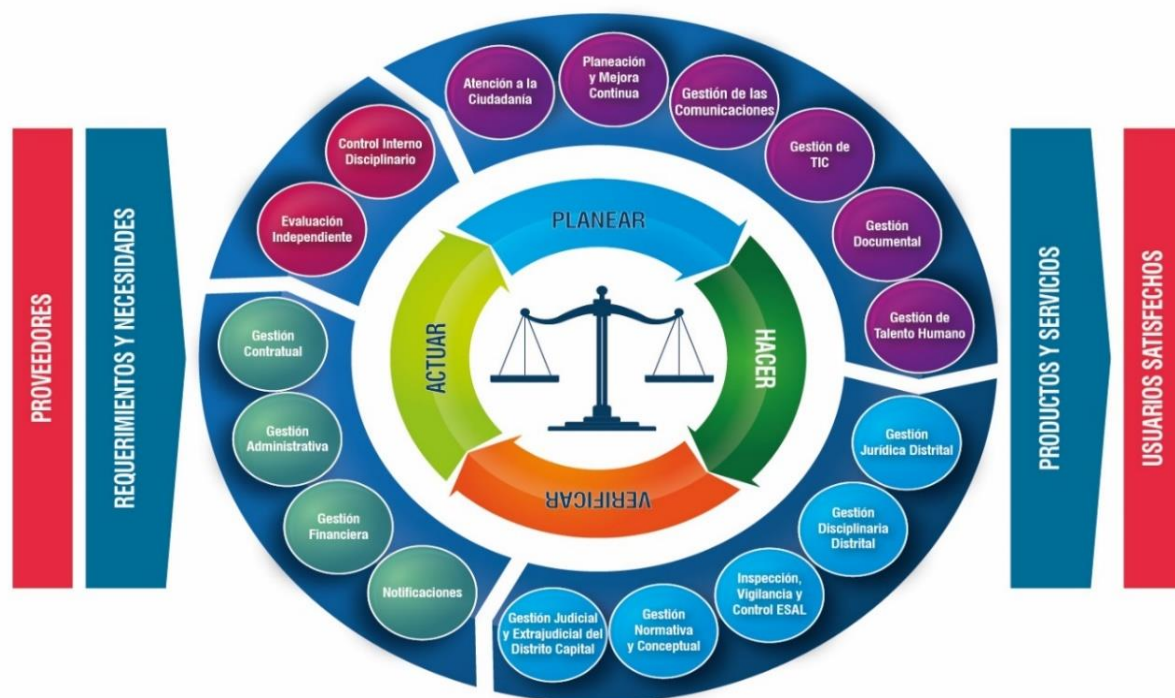 PROVEEDORES
REQUERIMIENTOS Y NECESIDADES
Atención a la
Ciudadanía
Planeación
y Mejora
Continua
Gestión de las
Comunicaciones
Gestión de
TIC
Gestión
Documental
Gestión de
Talento Humano
Gestión
Jurídica Distrital
Gestión
Disciplinaria
Distrital
Inspección,
Vigilancia y
Control ESAL
Gestión
Normativa
y Conceptual
Gestión Judicial
y Extrajudicial del
Distrito Capital
Notificaciones
Gestión
Financiera
Gestión
Administrativa
Gestión
Contratual
Evaluación
Independiente
Control Interno
Disciplinario
PLANEAR
HACER
VERIFICAR
ACTUAR
PRODUCTOS Y SERVICIOS
USUARIOS SATISFECHOS